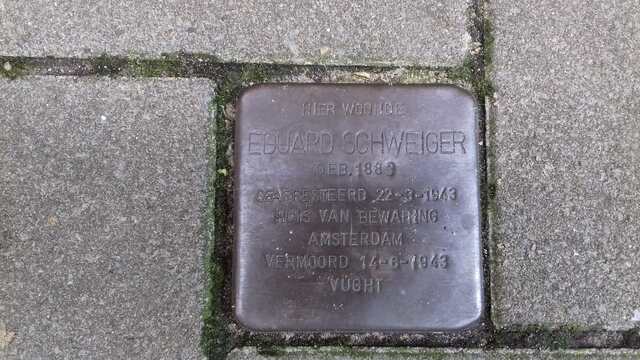 HIER WOONDE
EDUARD SCHWEIGER
GEB. 1889
GEARRESTEERD 22-3-1943
HUIS VAN BEWARING
AMSTERDAM
VERMOORD 14-6-1943
VUGHT